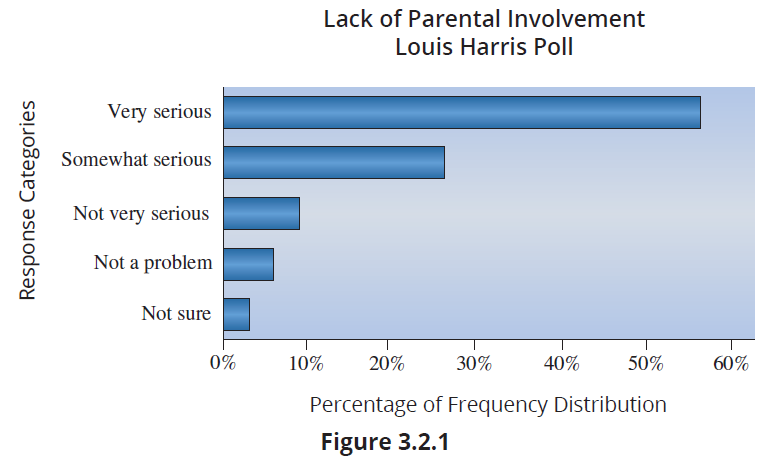 Lack of Parental Involvement
Louis Harris Poll
Response Categories
Very serious
Somewhat serious
Not very serious
Not a problem
Not sure
0% 10% 20% 30% 40% 50% 60%
Percentage of Frequency Distribution
Figure 3.2.1